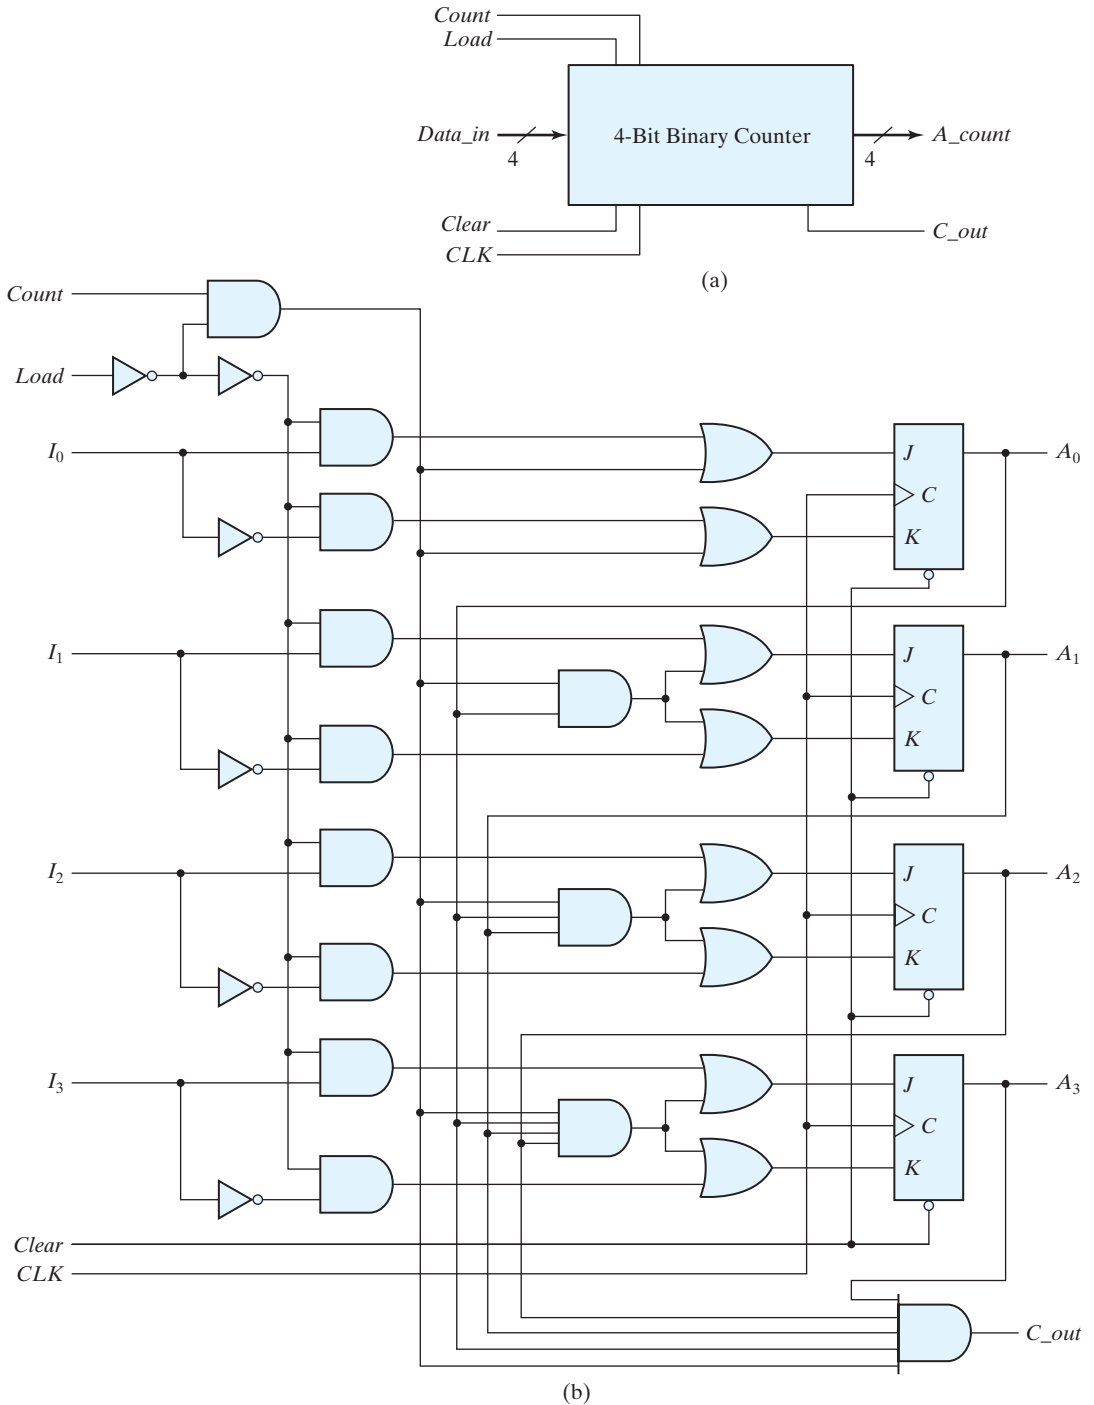 Count
Load
Data_in
4
4-Bit Binary Counter
4
A_count
Clear
CLK
C_out
(a)
Count
Load
I0
J
A0
C
K
I1
J
A1
C
K
I2
J
A2
C
K
I3
J
A3
C
K
Clear
CLK
C_out
(b)